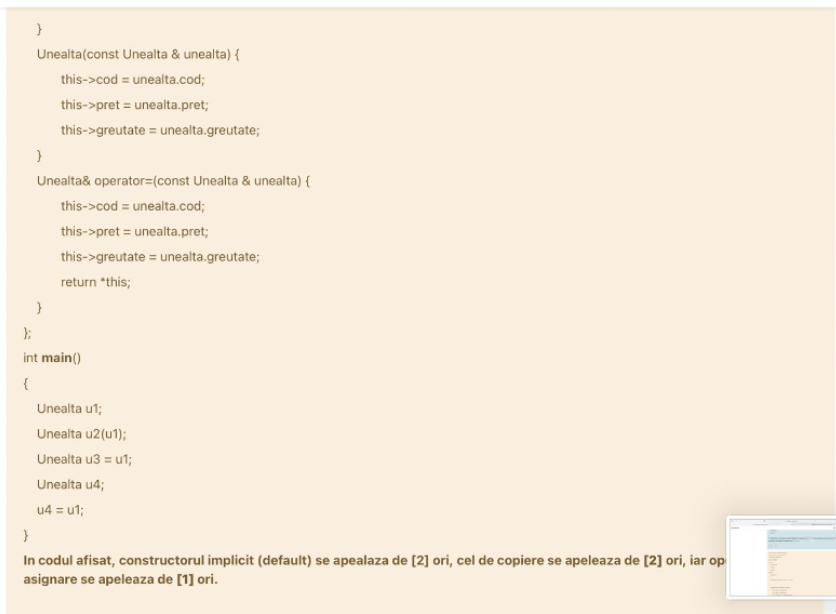 }
Unealta(const Unealta & unealta) {
this->cod = unealta.cod;
this->pret = unealta.pret;
this->greutate = unealta.greutate;
}
Unealta& operator=(const Unealta & unealta) {
this->cod = unealta.cod;
this->pret = unealta.pret;
this->greutate = unealta.greutate;
return *this;
}
};
int main()
{
Unealta u1;
Unealta u2(u1);
Unealta u3 = u1;
Unealta u4;
u4 = u1;
}
In codul afisat, constructorul implicit (default) se apealaza de [2] ori, cel de copiere se apeleaza de [2] ori, iar
asignare se apeleaza de [1] ori.